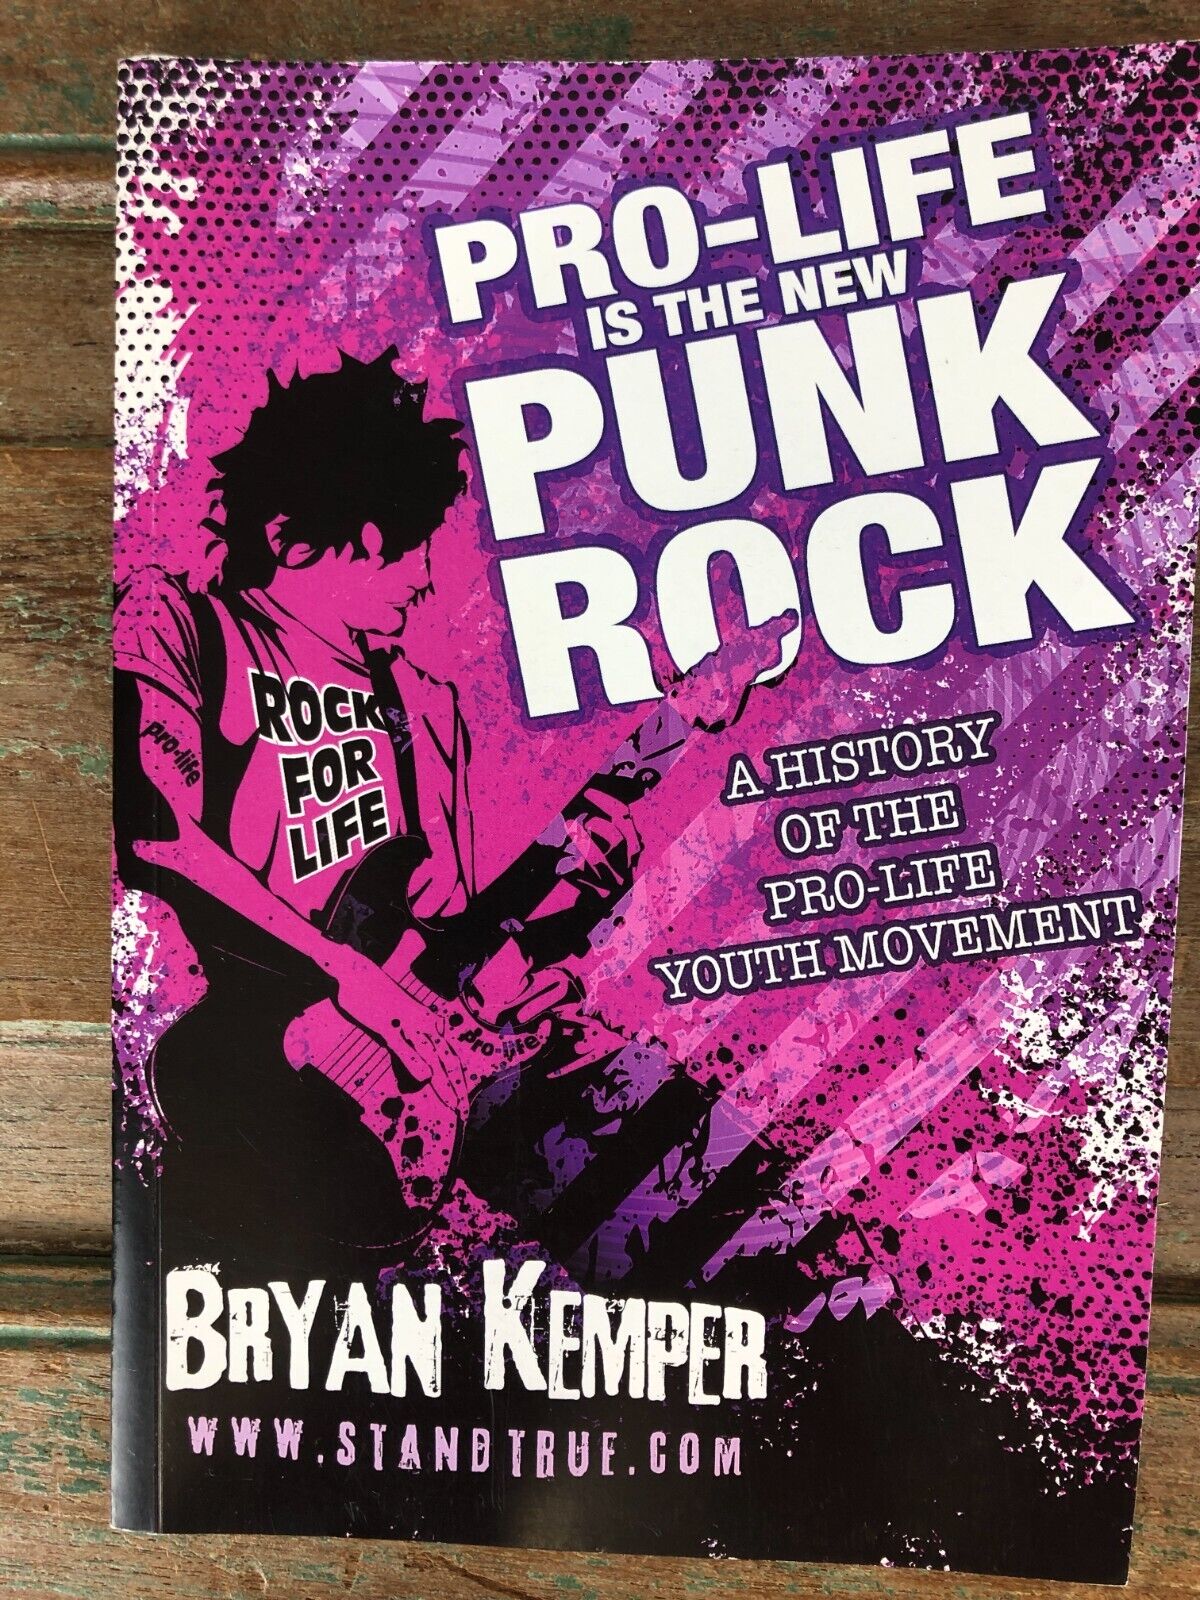 PRO-LIFE
IS THE NEW
PUNK
ROCK
ROCK
FOR
LIFE
pro-life
A HISTORY
OF THE
PRO-LIFE
YOUTH MOVEMENT
pro-life
BRYAN KEMPER
WWW.STANDTRUE.COM